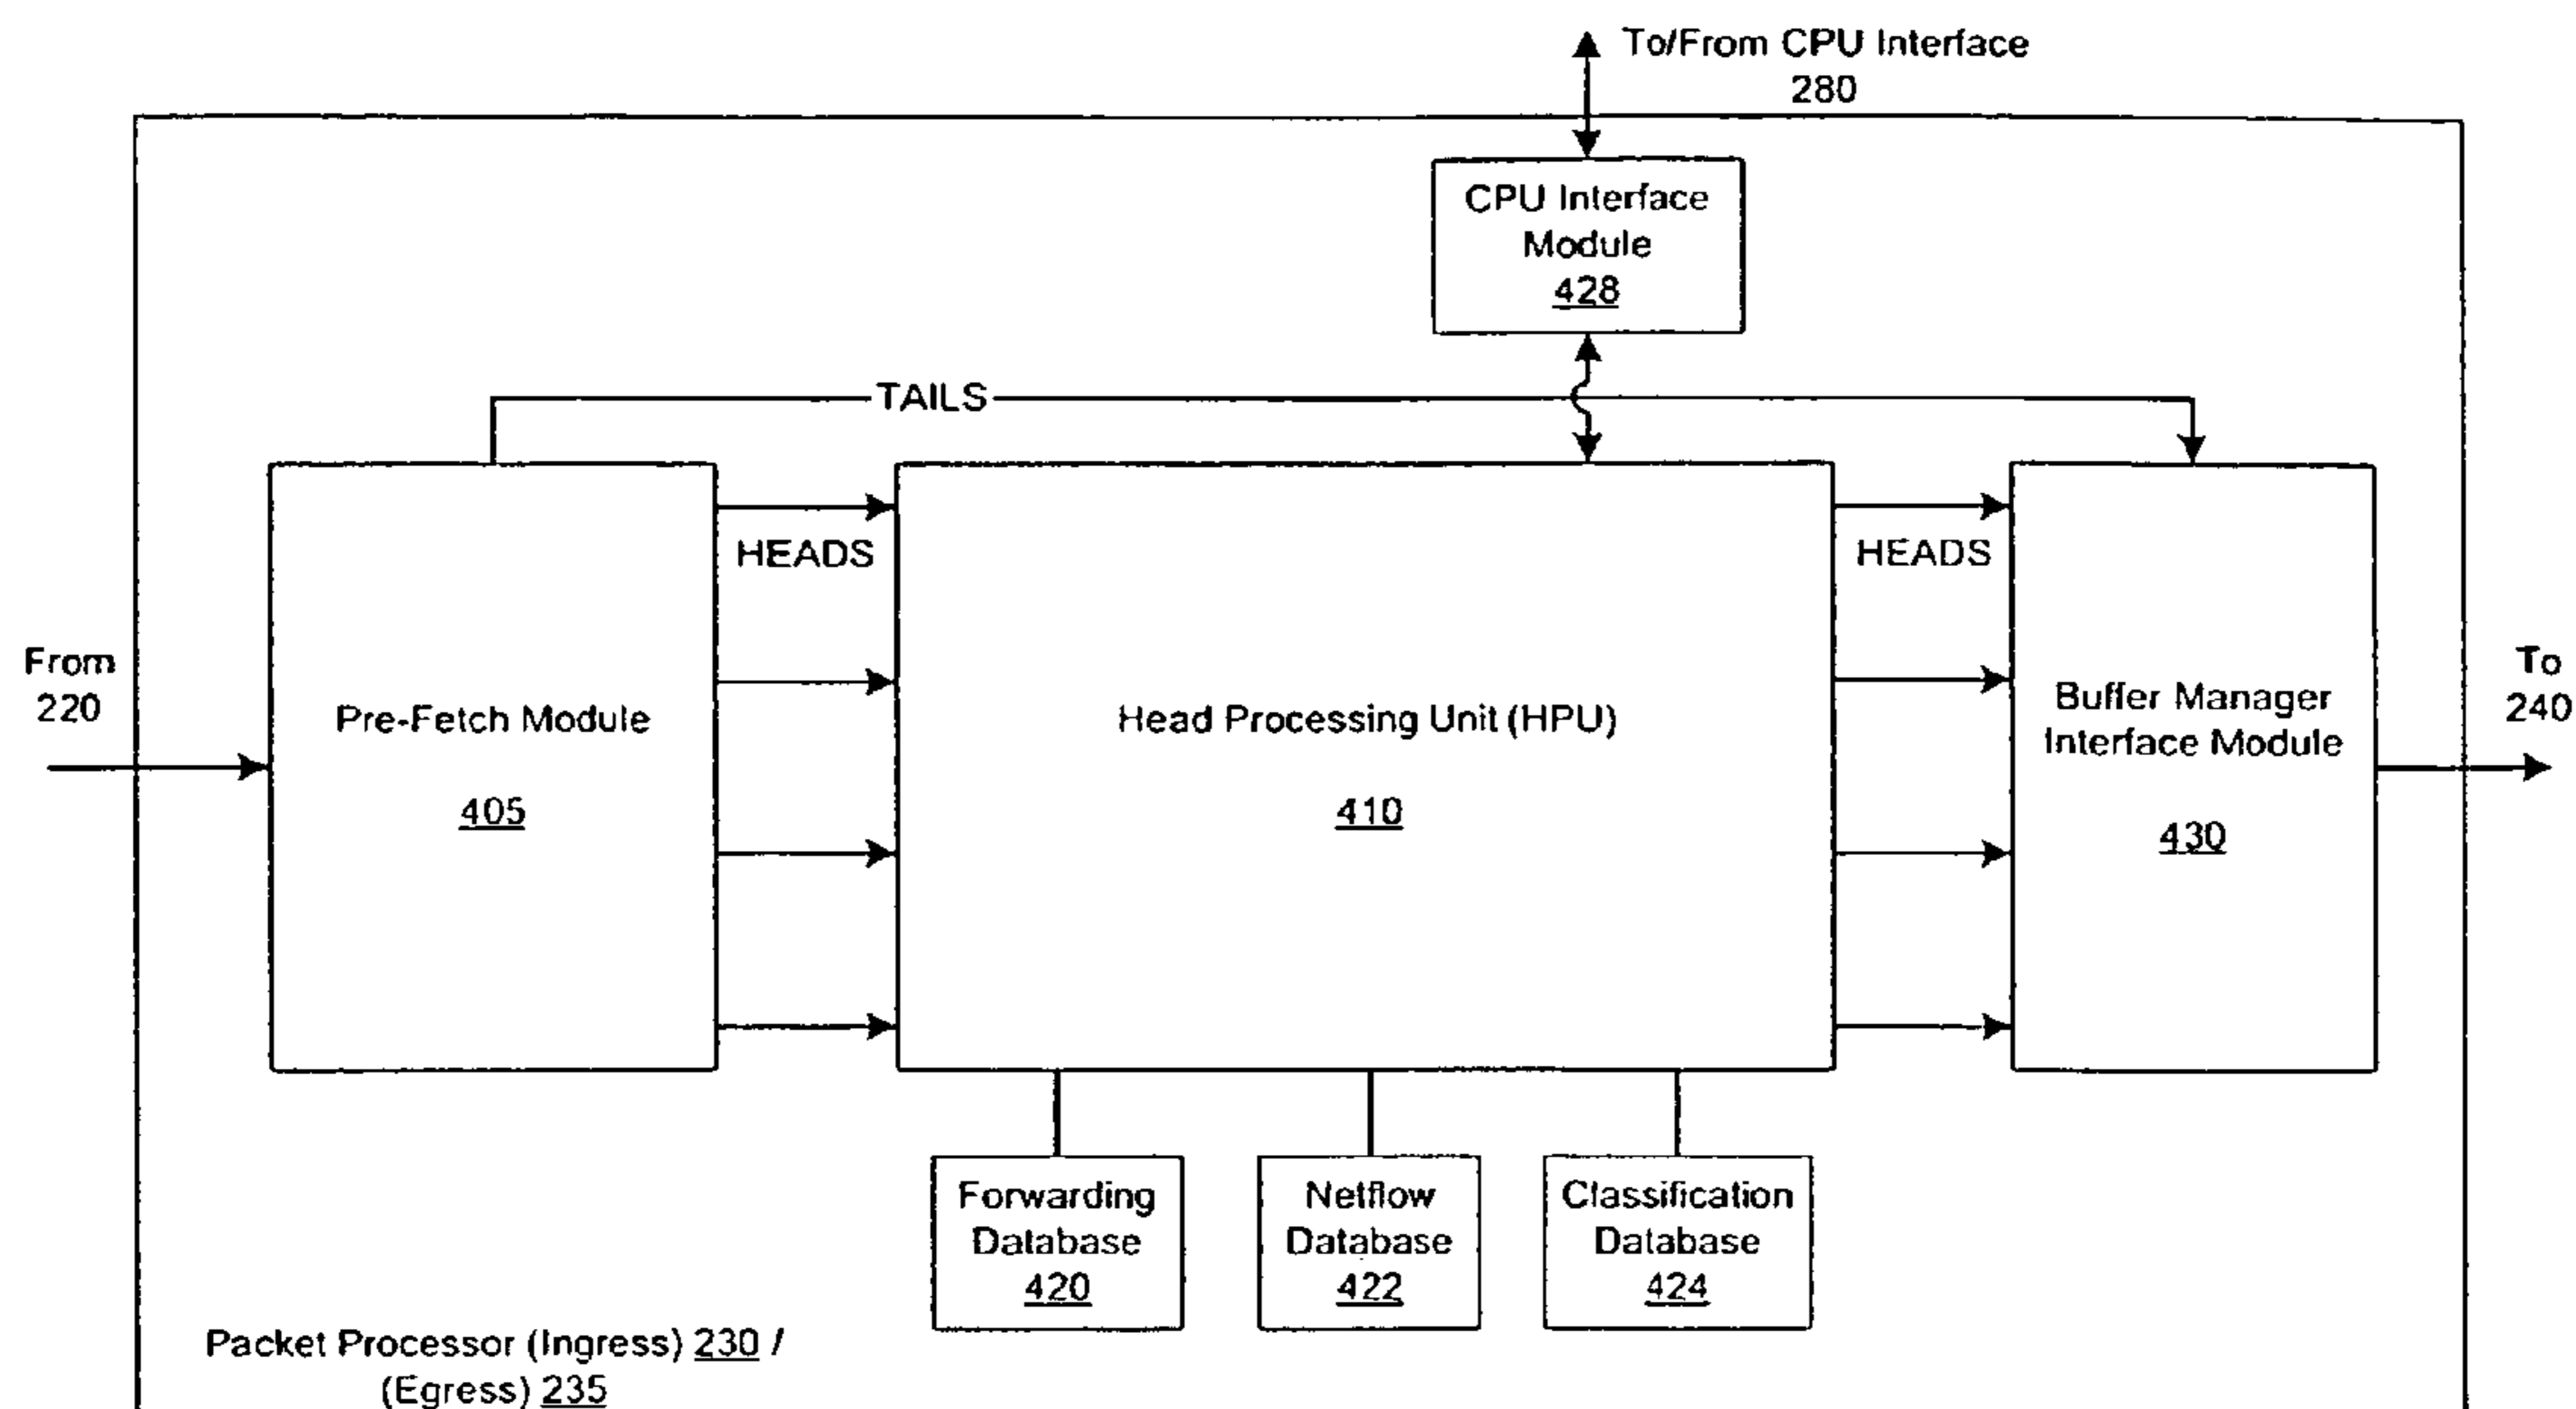 To/From CPU Interface
280
CPU Interface
Module
428
TAILS
HEADS
HEADS
From
220
Pre-Fetch Module
405
Head Processing Unit (HPU)
410
Buffer Manager
Interface Module
430
To
240
Forwarding
Database
420
Netflow
Database
422
Classification
Database
424
Packet Processor (Ingress) 230 /
(Egress) 235